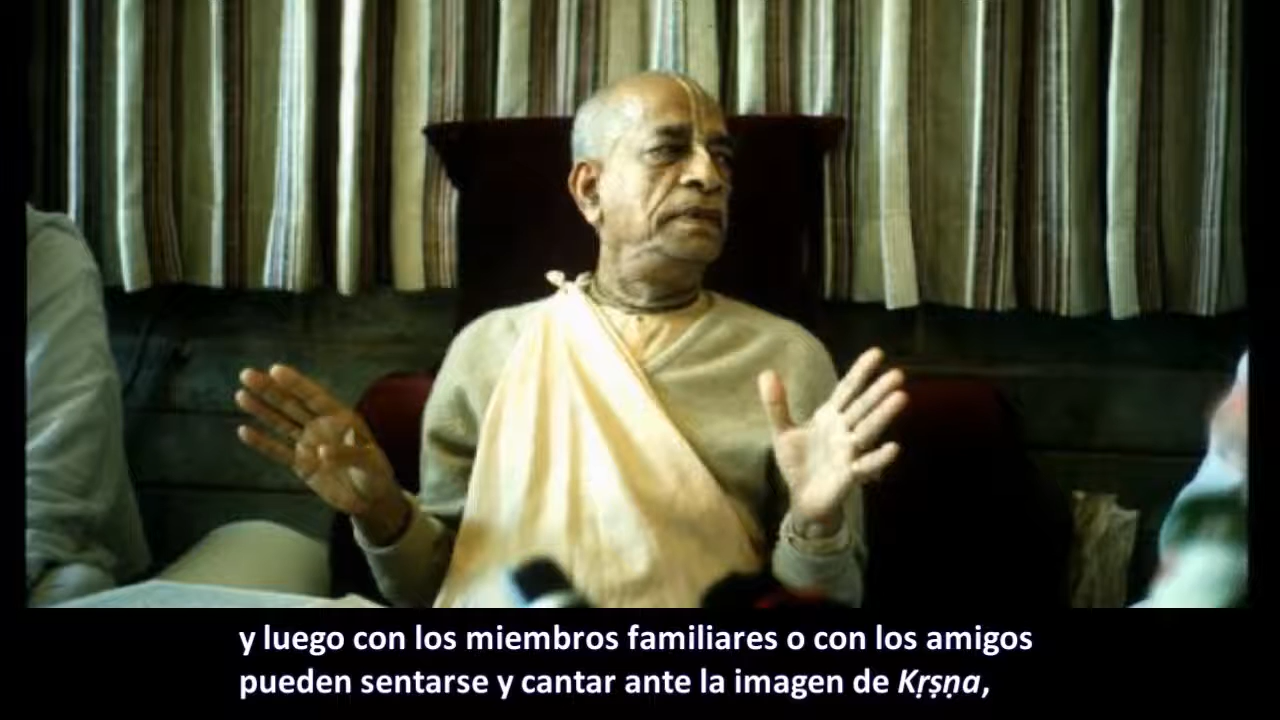 y luego con los miembros familiares o con los amigos
pueden sentarse y cantar ante la imagen de Kṛṣṇa,